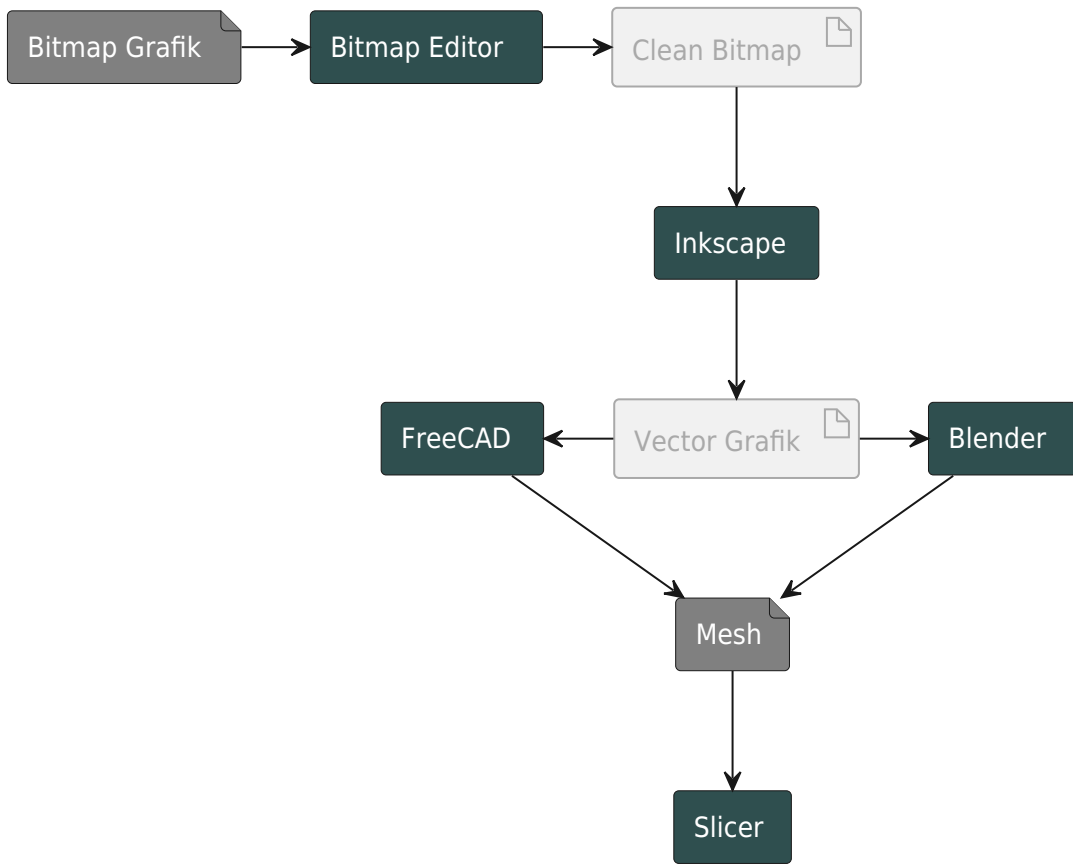 Bitmap Grafik
Bitmap Editor
Clean Bitmap
Inkscape
FreeCAD
Vector Grafik
Blender
Mesh
Slicer